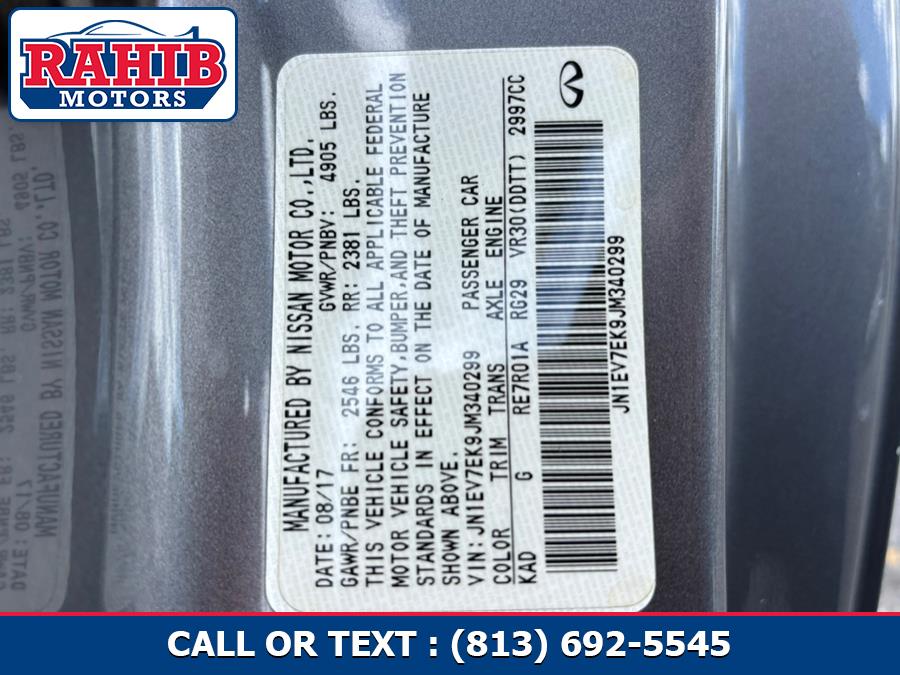 RAHIB
MOTORS
MANUFACTURED BY NISSAN MOTOR CO.,LTD.
DATE: 08/17 GVWR/PNBV: 4905 LBS.
GAWR/PNBE FR: 2546 LBS. RR: 2381 LBS.
THIS VEHICLE CONFORMS TO ALL APPLICABLE FEDERAL
MOTOR VEHICLE SAFETY,BUMPER,AND THEFT PREVENTION
STANDARDS IN EFFECT ON THE DATE OF MANUFACTURE
SHOWN ABOVE.
VIN: JN1EV7EK9JM340299 PASSENGER CAR
COLOR TRIM TRANS AXLE ENGINE
KAD G RE7R01A RG29 VR30(DDTT) 2997CC
JN1EV7EK9JM340299
CALL OR TEXT : (813) 692-5545